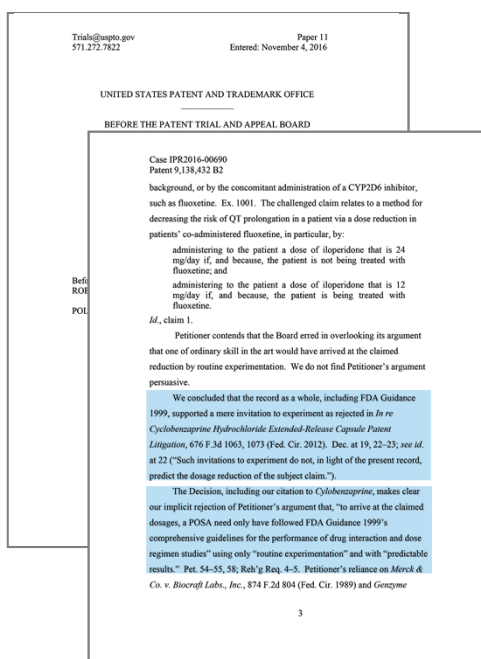 Trials@uspto.gov Paper 11
571.272.7822 Entered: November 4, 2016
UNITED STATES PATENT AND TRADEMARK OFFICE
BEFORE THE PATENT TRIAL AND APPEAL BOARD
Befo
ROB
POL
Case IPR2016-00690
Patent 9,138,432 B2
background, or by the concomitant administration of a CYP2D6 inhibitor,
such as fluoxetine. Ex. 1001. The challenged claim relates to a method for
decreasing the risk of QT prolongation in a patient via a dose reduction in
patients' co-administered fluoxetine, in particular, by:
administering to the patient a dose of iloperidone that is 24
mg/day if, and because, the patient is not being treated with
fluoxetine; and
administering to the patient a dose of iloperidone that is 12
mg/day if, and because, the patient is being treated with
fluoxetine.
Id., claim 1.
Petitioner contends that the Board erred in overlooking its argument
that one of ordinary skill in the art would have arrived at the claimed
reduction by routine experimentation. We do not find Petitioner's argument
persuasive.
We concluded that the record as a whole, including FDA Guidance
1999, supported a mere invitation to experiment as rejected in In re
Cyclobenzaprine Hydrochloride Extended-Release Capsule Patent
Litigation, 676 F.3d 1063, 1073 (Fed. Cir. 2012). Dec. at 19, 22–23; see id.
at 22 ("Such invitations to experiment do not, in light of the present record,
predict the dosage reduction of the subject claim.").
The Decision, including our citation to Cylobenzaprine, makes clear
our implicit rejection of Petitioner's argument that, "to arrive at the claimed
dosages, a POSA need only have followed FDA Guidance 1999's
comprehensive guidelines for the performance of drug interaction and dose
regimen studies" using only "routine experimentation" and with "predictable
results." Pet. 54–55, 58; Reh'g Req. 4–5. Petitioner's reliance on Merck &
Co. v. Biocraft Labs., Inc., 874 F.2d 804 (Fed. Cir. 1989) and Genzyme
3